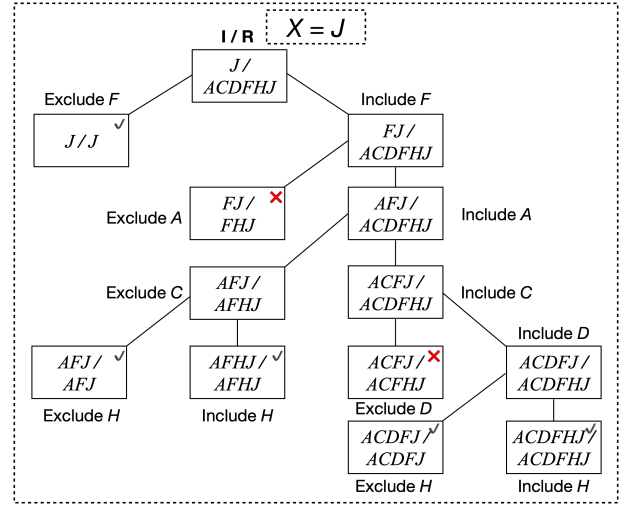 X = J
I / R
J /
ACDFHJ
Exclude F
Include F
J / J ✓
FJ /
ACDFHJ
Exclude A
FJ / ✕
FHJ
AFJ /
ACDFHJ
Include A
Exclude C
AFJ /
AFHJ
ACFJ /
ACDFHJ
Include C
Include D
AFJ / ✓
AFJ
AFHJ / ✓
AFHJ
ACFJ / ✕
ACFHJ
ACDFJ /
ACDFHJ
Exclude H
Include H
Exclude D
ACDFJ / ✓
ACDFJ
ACDFHJ / ✓
ACDFHJ
Exclude H
Include H